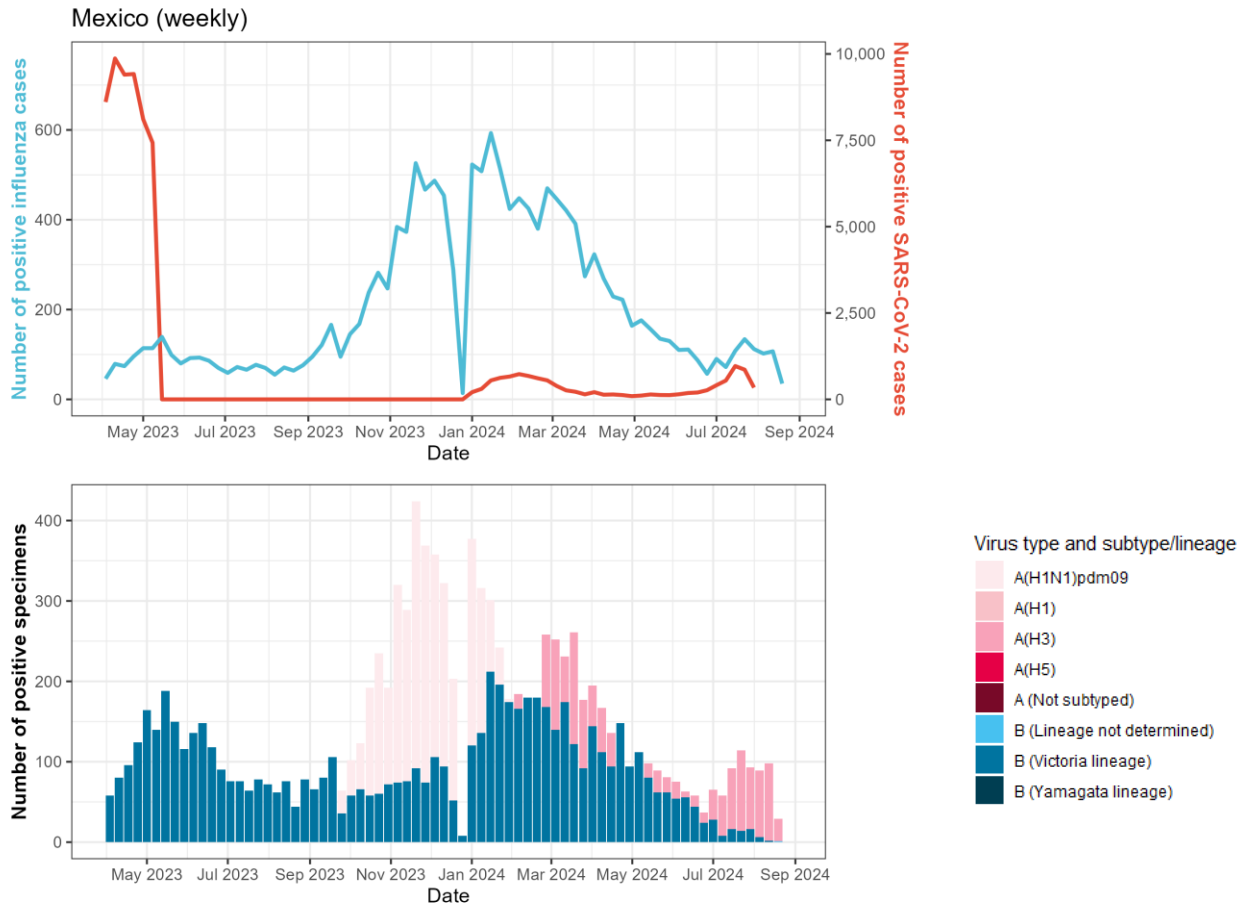 Mexico (weekly)
Number of positive influenza cases
600
400
200
0
10,000
7,500
5,000
2,500
0
Number of positive SARS-CoV-2 cases
May 2023 Jul 2023 Sep 2023 Nov 2023 Jan 2024 Mar 2024 May 2024 Jul 2024 Sep 2024
Date
Number of positive specimens
400
300
200
100
0
May 2023 Jul 2023 Sep 2023 Nov 2023 Jan 2024 Mar 2024 May 2024 Jul 2024 Sep 2024
Date
Virus type and subtype/lineage
A(H1N1)pdm09
A(H1)
A(H3)
A(H5)
A (Not subtyped)
B (Lineage not determined)
B (Victoria lineage)
B (Yamagata lineage)